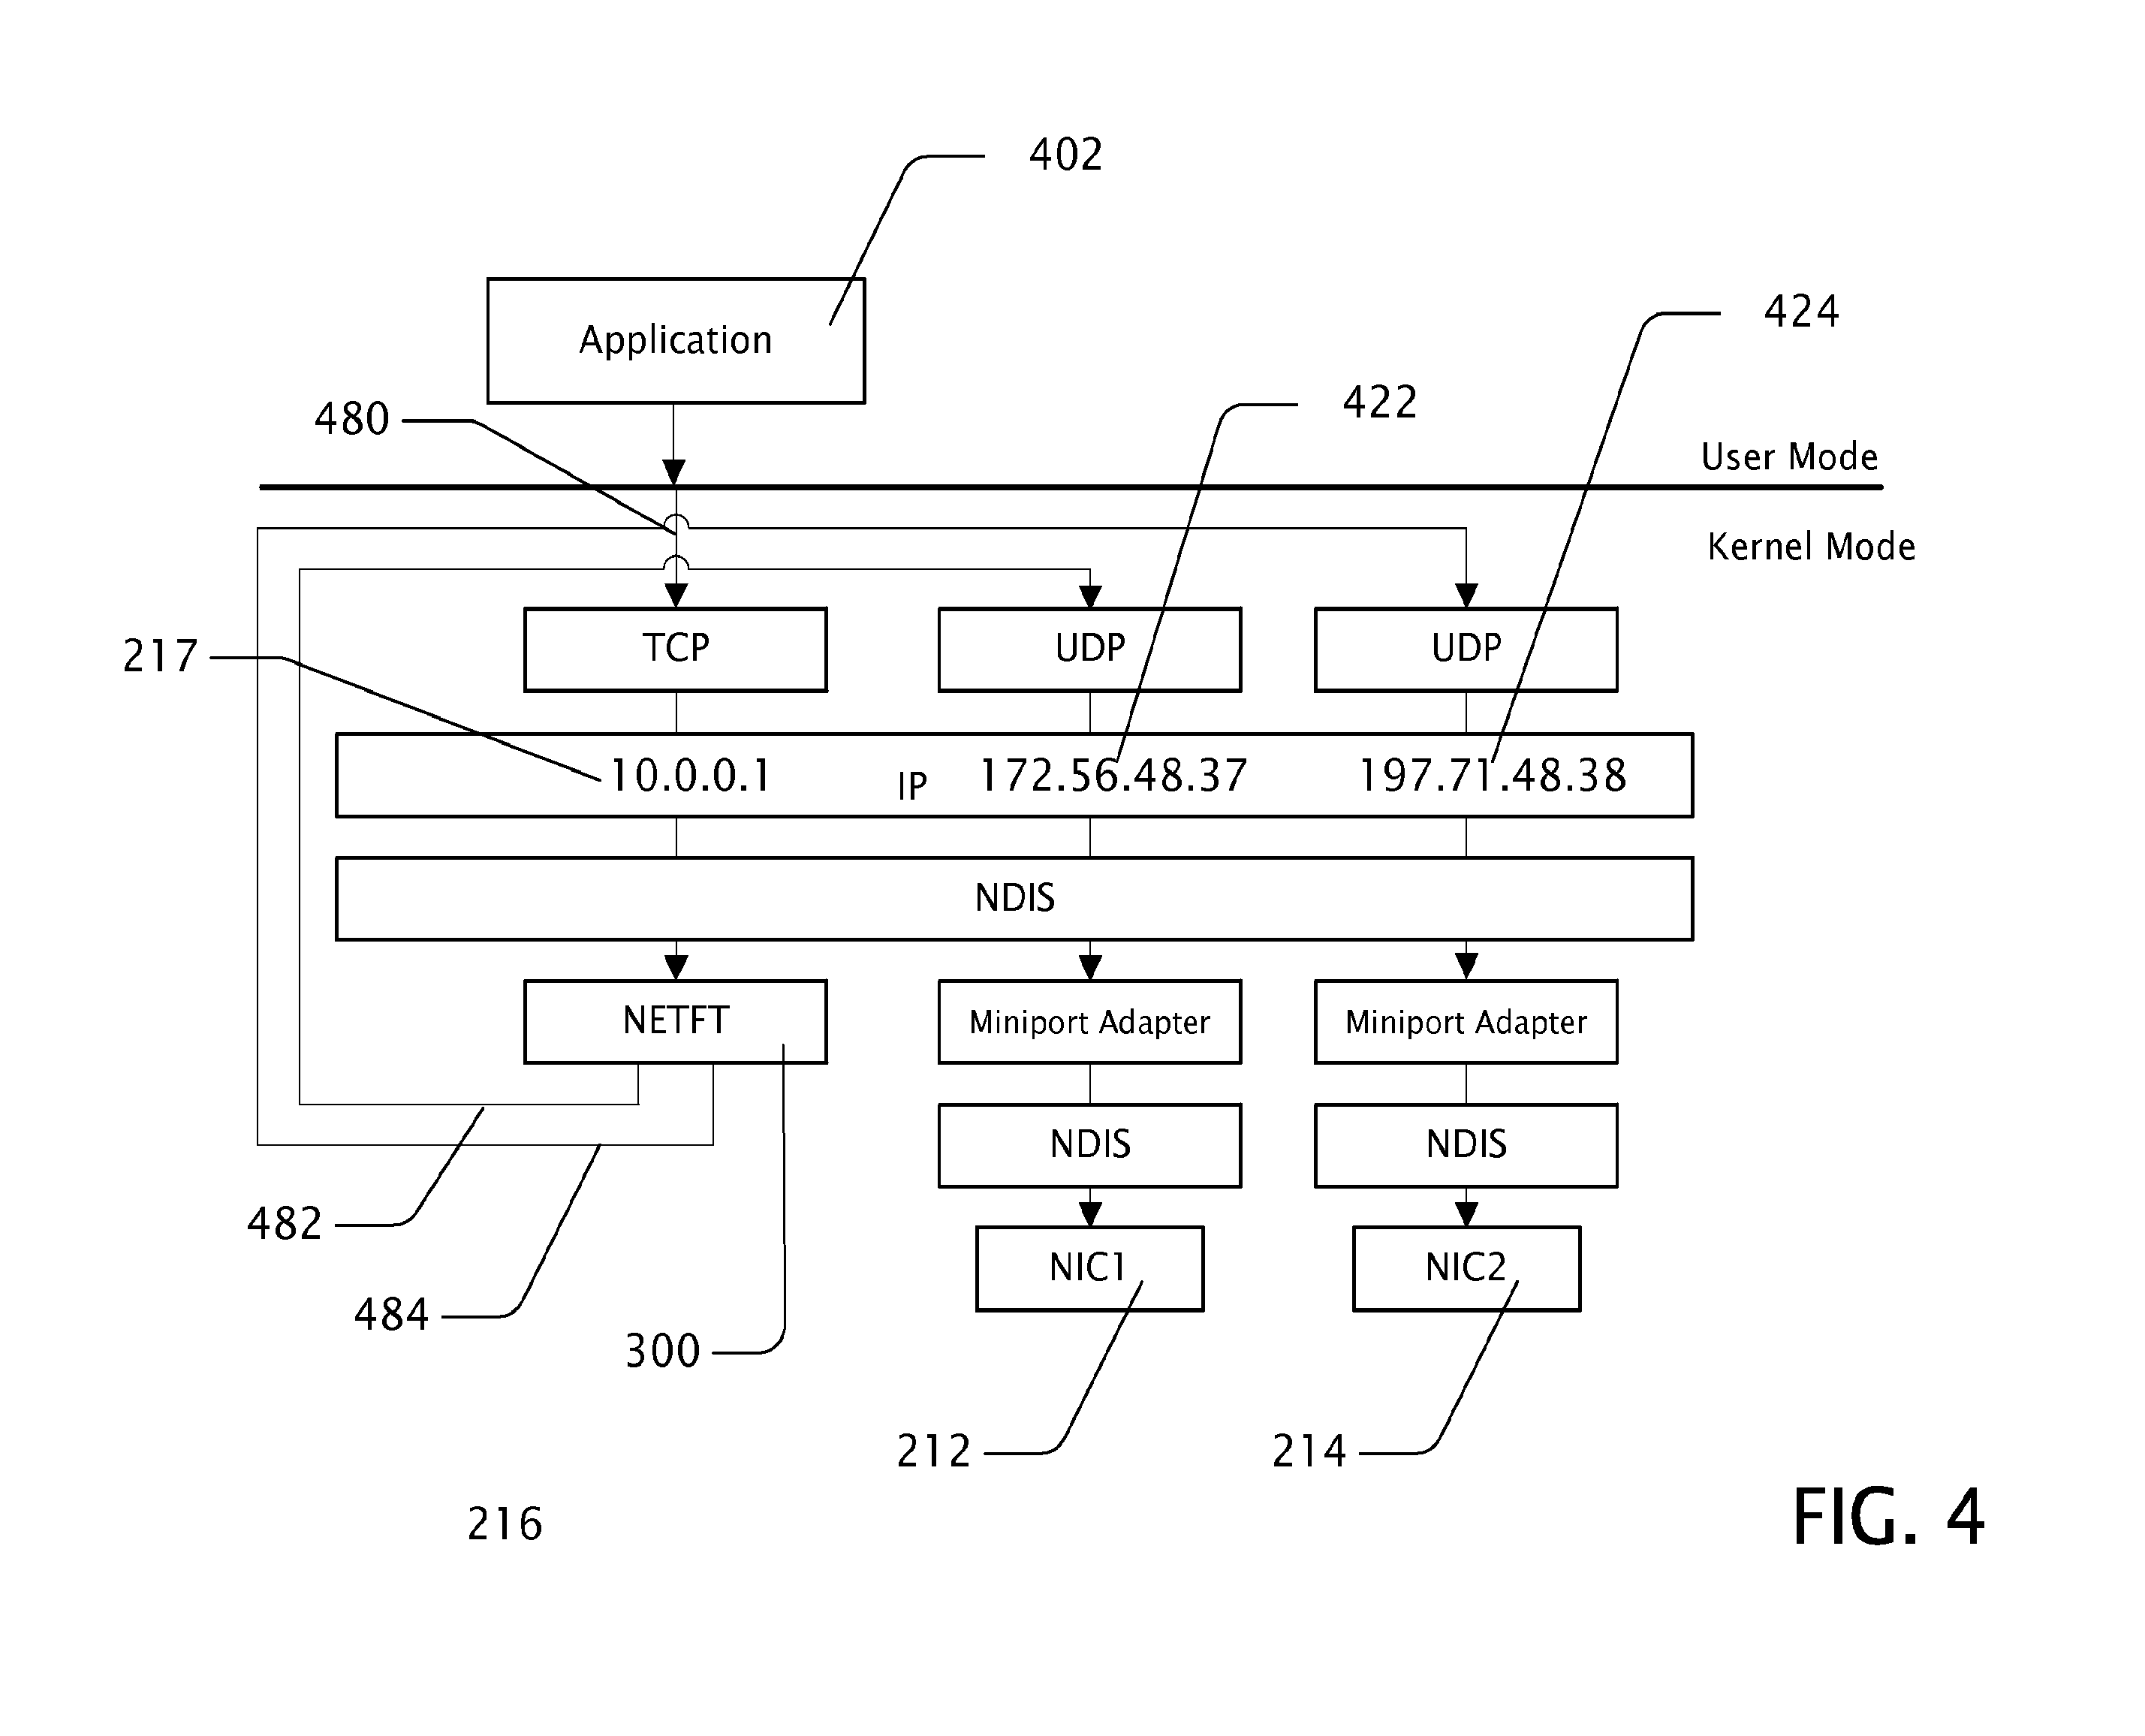 402
Application
424
480
422
User Mode
Kernel Mode
TCP
UDP
UDP
217
10.0.0.1
IP
172.56.48.37
197.71.48.38
NDIS
NETFT
Miniport Adapter
Miniport Adapter
NDIS
NDIS
482
NIC1
NIC2
484
300
212
214
216
FIG. 4